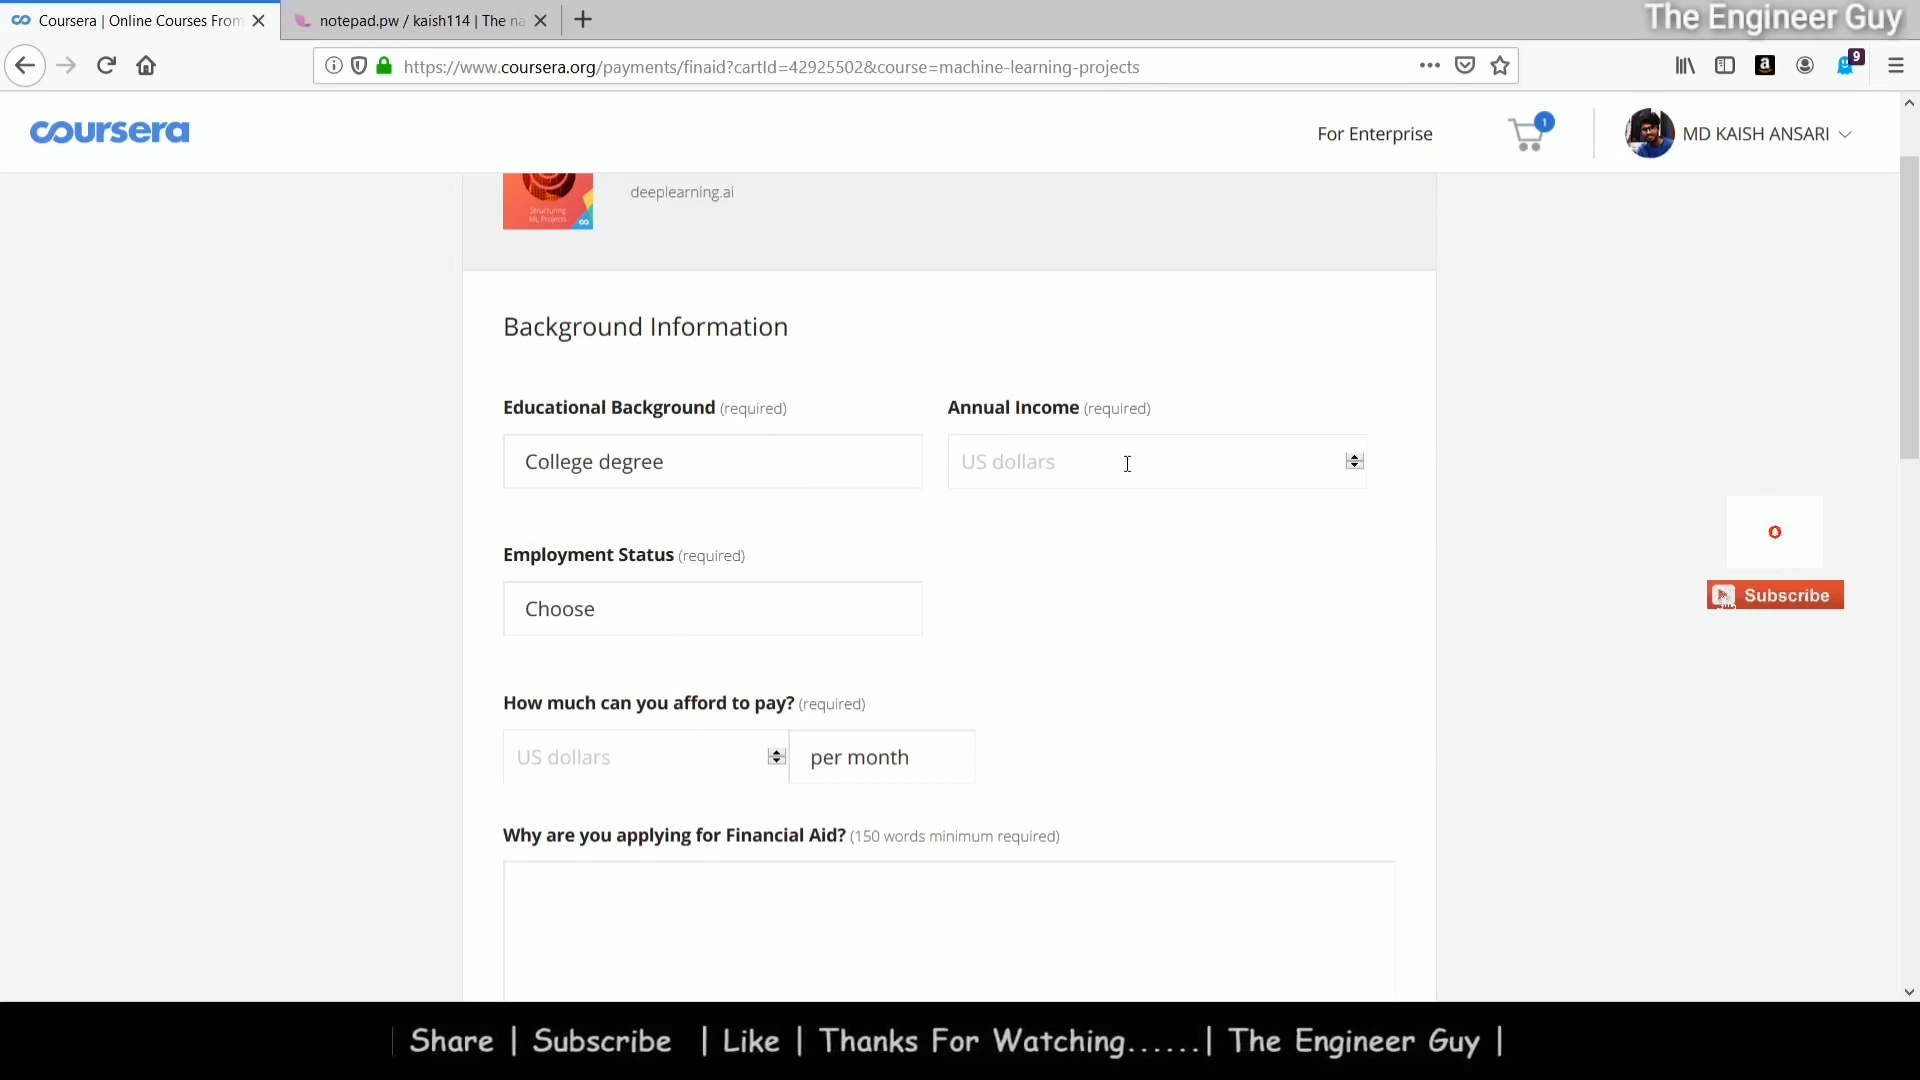 Coursera | Online Courses From
notepad.pw / kaish114 | The na
The Engineer Guy
https://www.coursera.org/payments/finaid?cartId=42925502&course=machine-learning-projects
9
coursera
For Enterprise
1
MD KAISH ANSARI
Structuring
ML Projects
deeplearning.ai
Background Information
Educational Background (required)
Annual Income (required)
College degree
US dollars
Employment Status (required)
Choose
Subscribe
How much can you afford to pay? (required)
US dollars
per month
Why are you applying for Financial Aid? (150 words minimum required)
Share | Subscribe | Like | Thanks For Watching......| The Engineer Guy |